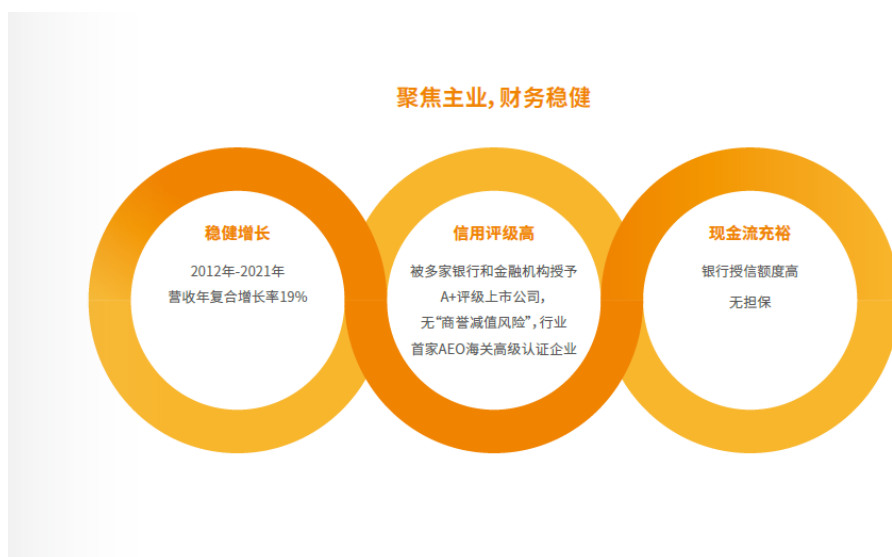 聚焦主业，财务稳健
稳健增长
2012年-2021年
营收年复合增长率19%
信用评级高
被多家银行和金融机构授予
A+评级上市公司，
无“商誉减值风险”，行业
首家AEO海关高级认证企业
现金流充裕
银行授信额度高
无担保